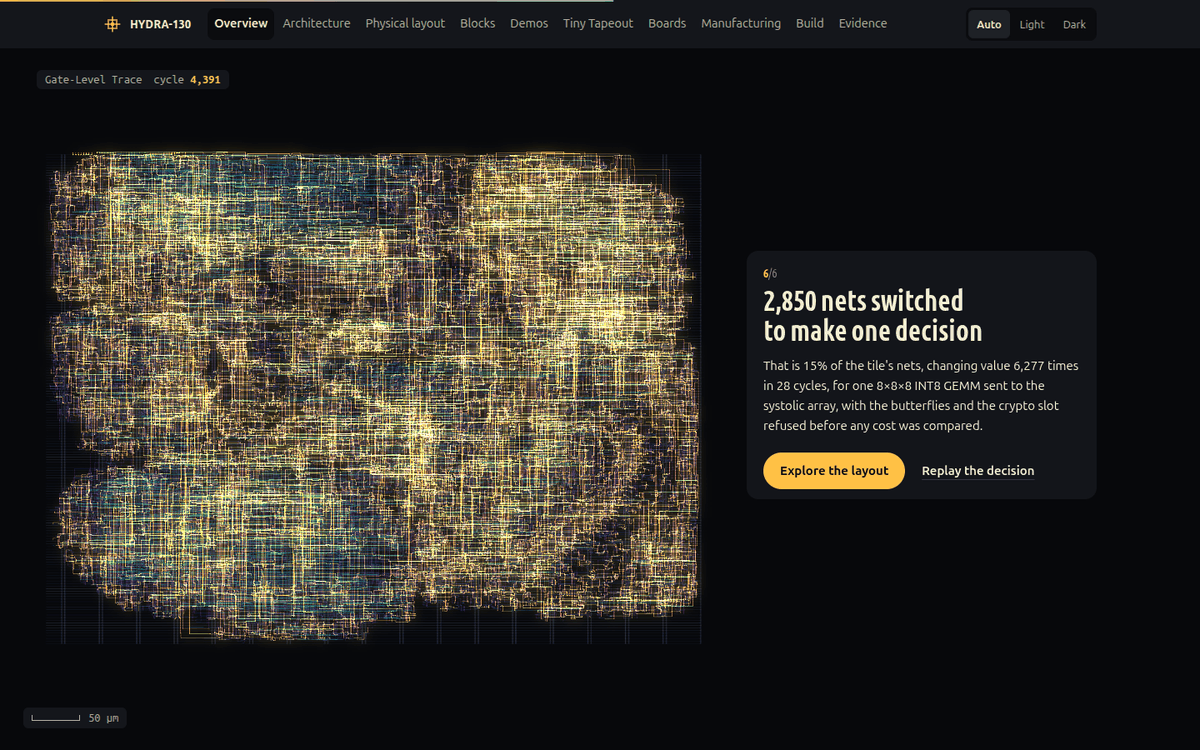 HYDRA-130 Overview Architecture Physical layout Blocks Demos Tiny Tapeout Boards Manufacturing Build Evidence Auto Light Dark
Gate-Level Trace cycle 4,391
6/6
2,850 nets switched
to make one decision
That is 15% of the tile's nets, changing value 6,277 times
in 28 cycles, for one 8×8×8 INT8 GEMM sent to the
systolic array, with the butterflies and the crypto slot
refused before any cost was compared.
Explore the layout Replay the decision
50 µm